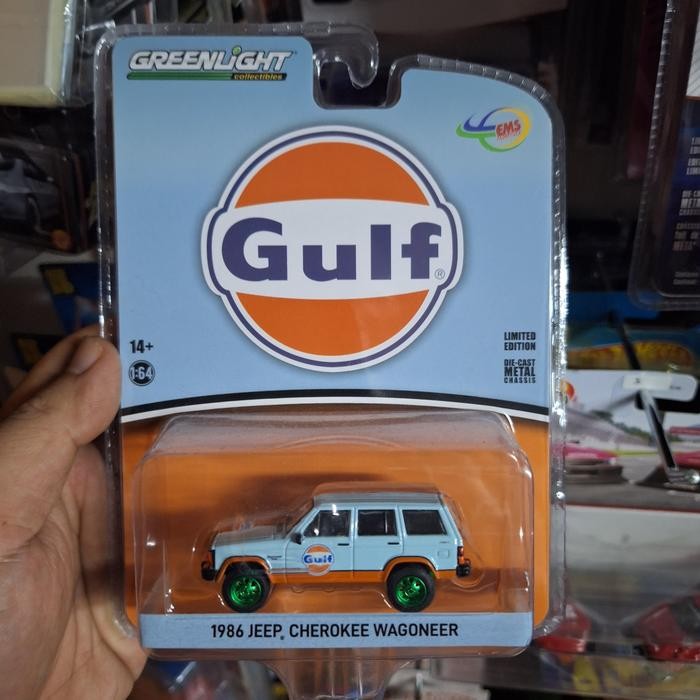 GREENLiGHT
collectibles
EMS
Gulf®
14+
1:64
LIMITED
EDITION
DIE-CAST
METAL
CHASSIS
Gulf
1986 JEEP® CHEROKEE WAGONEER